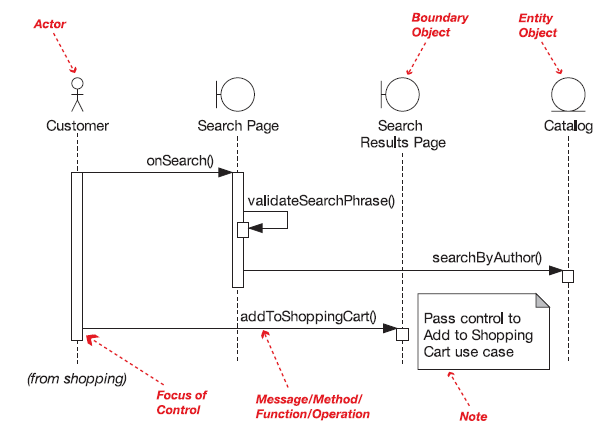 Actor
Boundary
Object
Entity
Object
Customer
Search Page
Search
Results Page
Catalog
onSearch()
validateSearchPhrase()
searchByAuthor()
addToShoppingCart()
Pass control to
Add to Shopping
Cart use case
(from shopping)
Focus of
Control
Message/Method/
Function/Operation
Note